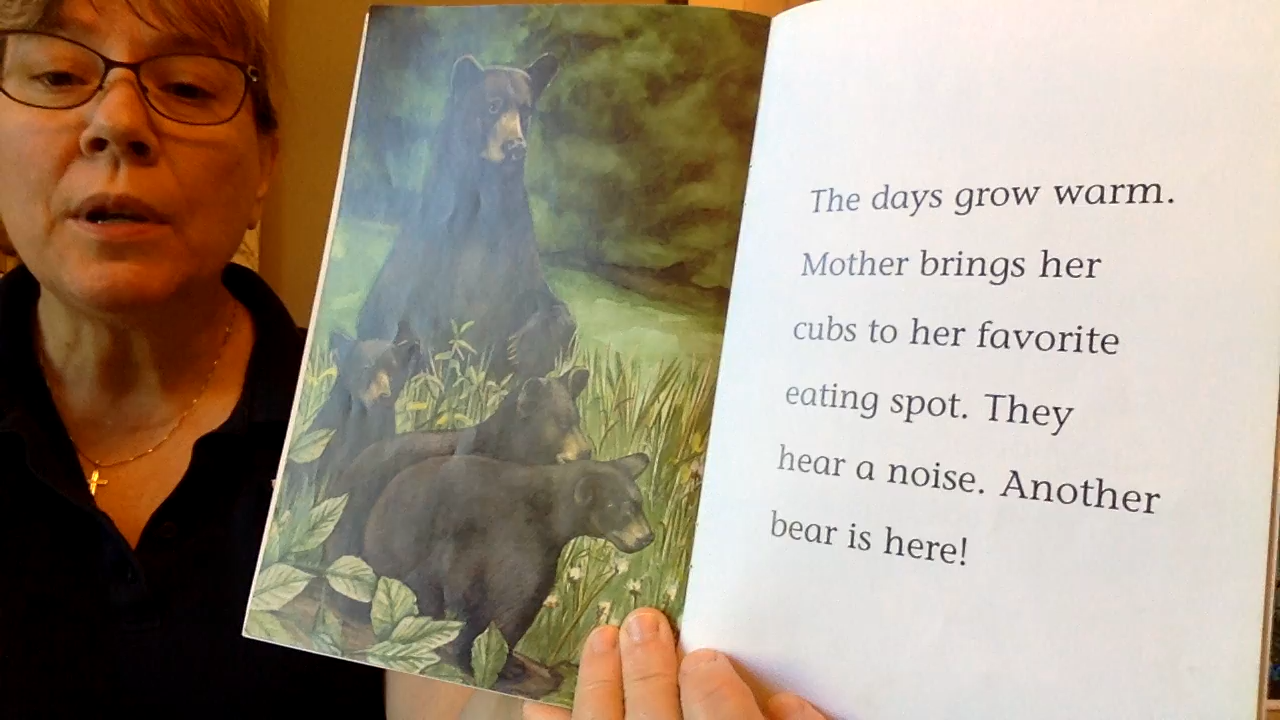 The days grow warm.
Mother brings her
cubs to her favorite
eating spot. They
hear a noise. Another
bear is here!